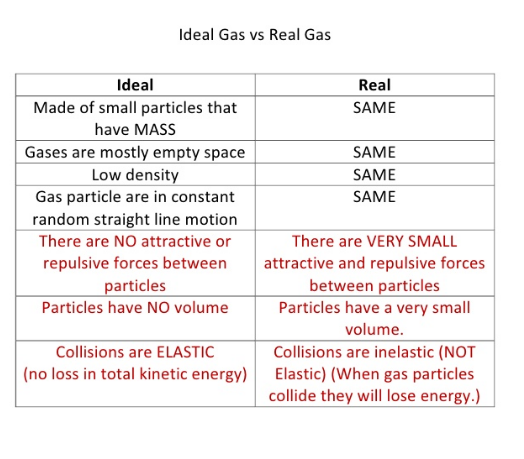 Ideal Gas vs Real Gas
Ideal
Real
Made of small particles that
have MASS
SAME
Gases are mostly empty space
SAME
Low density
SAME
Gas particle are in constant
random straight line motion
SAME
There are NO attractive or
repulsive forces between
particles
There are VERY SMALL
attractive and repulsive forces
between particles
Particles have NO volume
Particles have a very small
volume.
Collisions are ELASTIC
(no loss in total kinetic energy)
Collisions are inelastic (NOT
Elastic) (When gas particles
collide they will lose energy.)